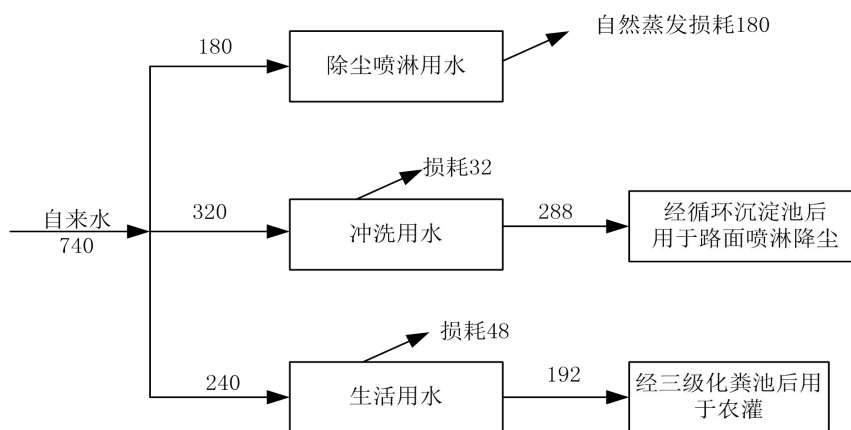 自然蒸发损耗180
180
除尘喷淋用水
损耗32
自来水
740
320
冲洗用水
288
经循环沉淀池后
用于路面喷淋降尘
损耗48
240
生活用水
192
经三级化粪池后用
于农灌